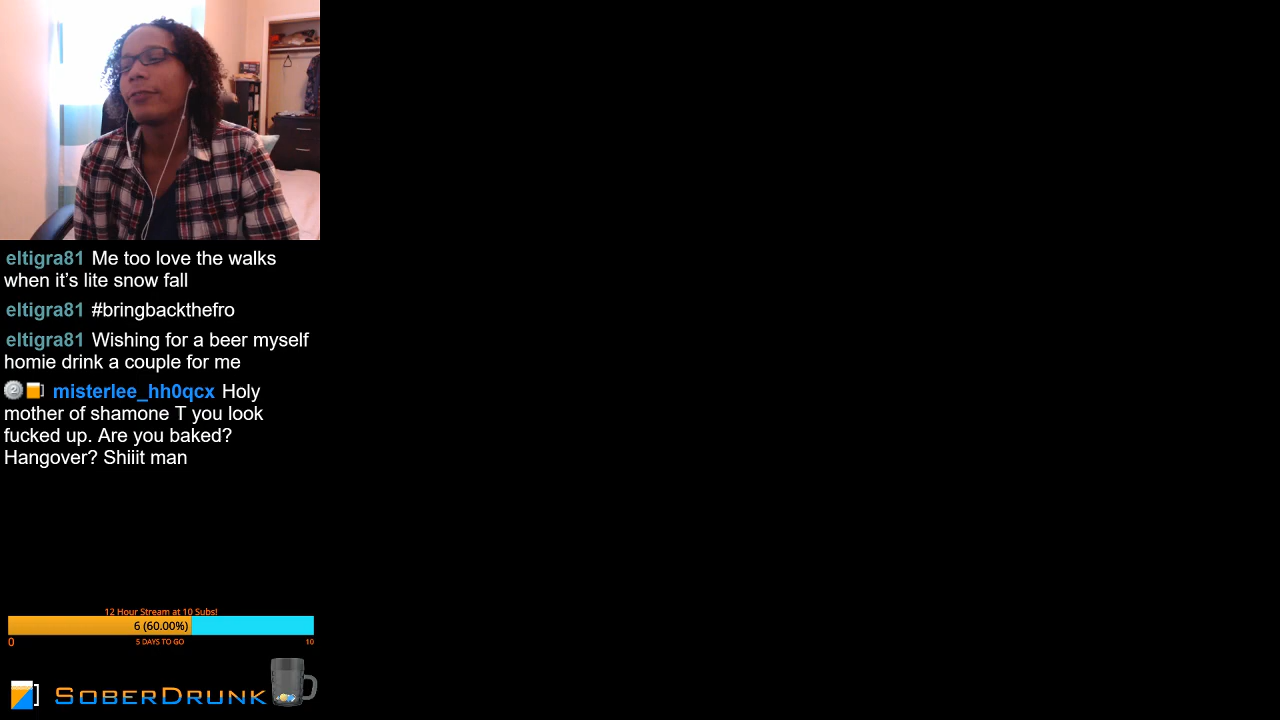 eltigra81 Me too love the walks
when it's lite snow fall
eltigra81 #bringbackthefro
eltigra81 Wishing for a beer myself
homie drink a couple for me
misterlee_hh0qcx Holy
mother of shamone T you look
fucked up. Are you baked?
Hangover? Shiiit man
12 Hour Stream at 10 Subs!
6 (60.00%)
0 5 DAYS TO GO 10
SOBERDRUNK